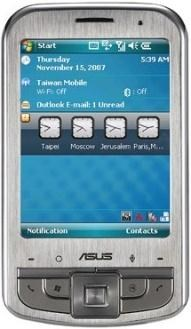 Start
Thursday 5:39 AM
November 15, 2007
Taiwan Mobile
Wi-Fi: Off : Off
Outlook E-mail: 1 Unread
Taipei Moscow Jerusalem Paris,M...
Notification Contacts
ASUS